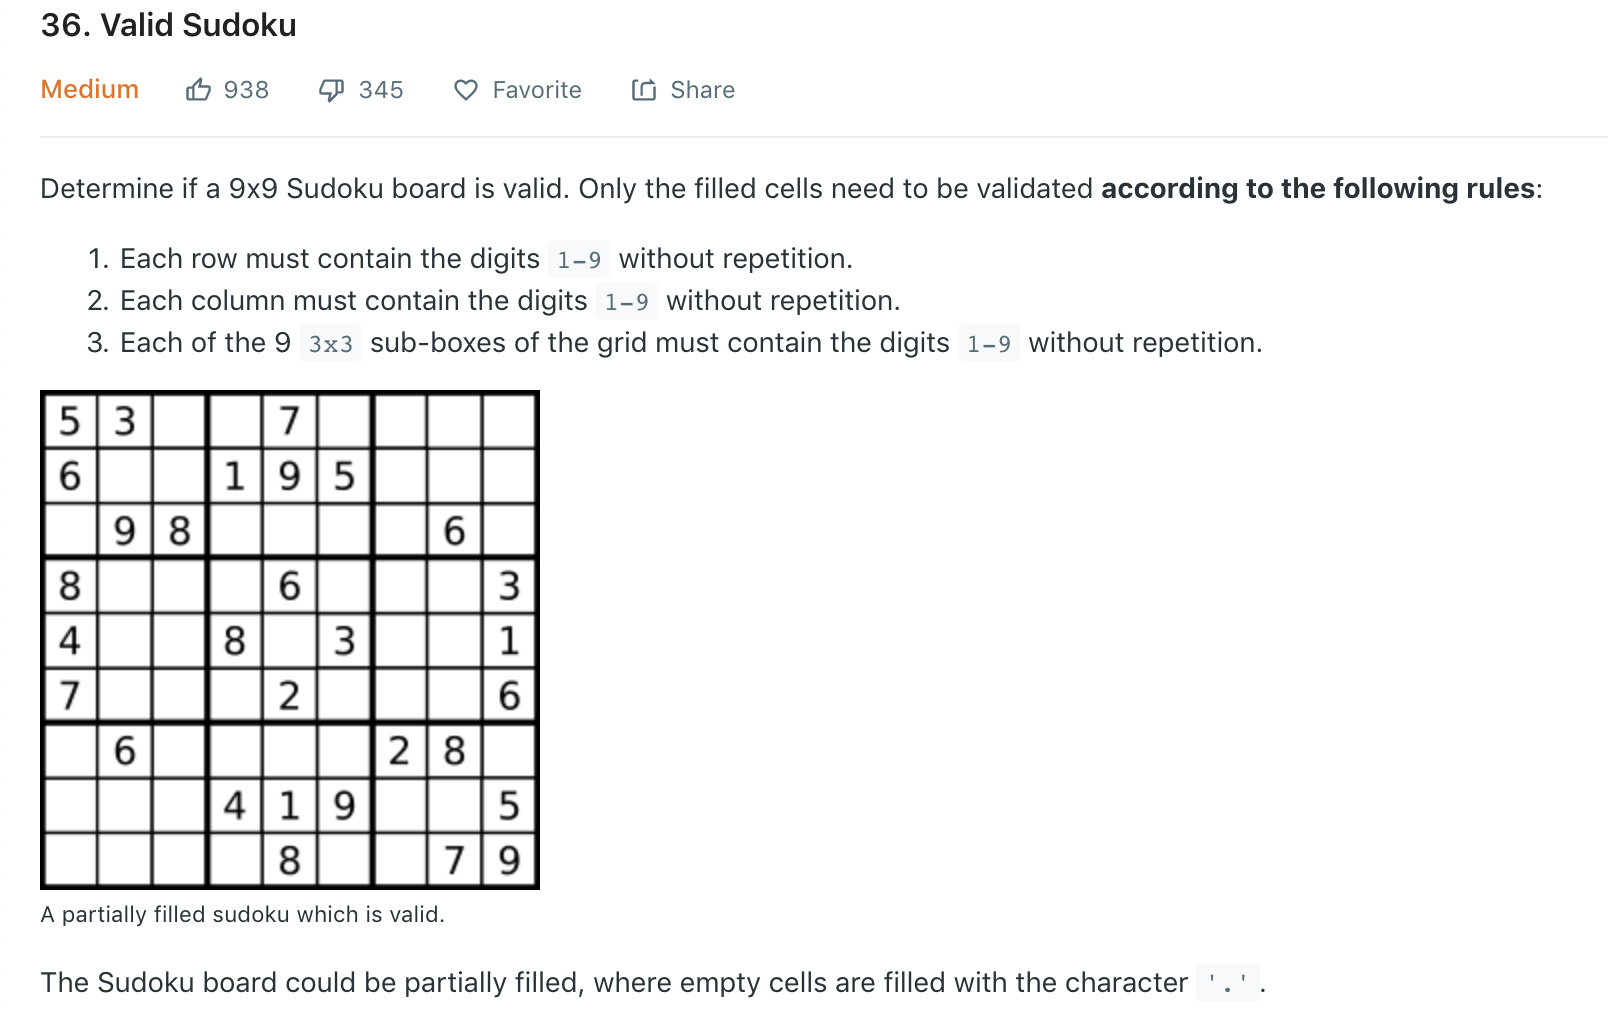 36. Valid Sudoku
Medium 938 345 Favorite Share
Determine if a 9x9 Sudoku board is valid. Only the filled cells need to be validated according to the following rules:
1. Each row must contain the digits 1-9 without repetition.
2. Each column must contain the digits 1-9 without repetition.
3. Each of the 9 3x3 sub-boxes of the grid must contain the digits 1-9 without repetition.
5 3 7
6 1 9 5
9 8 6
8 6 3
4 8 3 1
7 2 6
6 2 8
4 1 9 5
8 7 9
A partially filled sudoku which is valid.
The Sudoku board could be partially filled, where empty cells are filled with the character '.'.